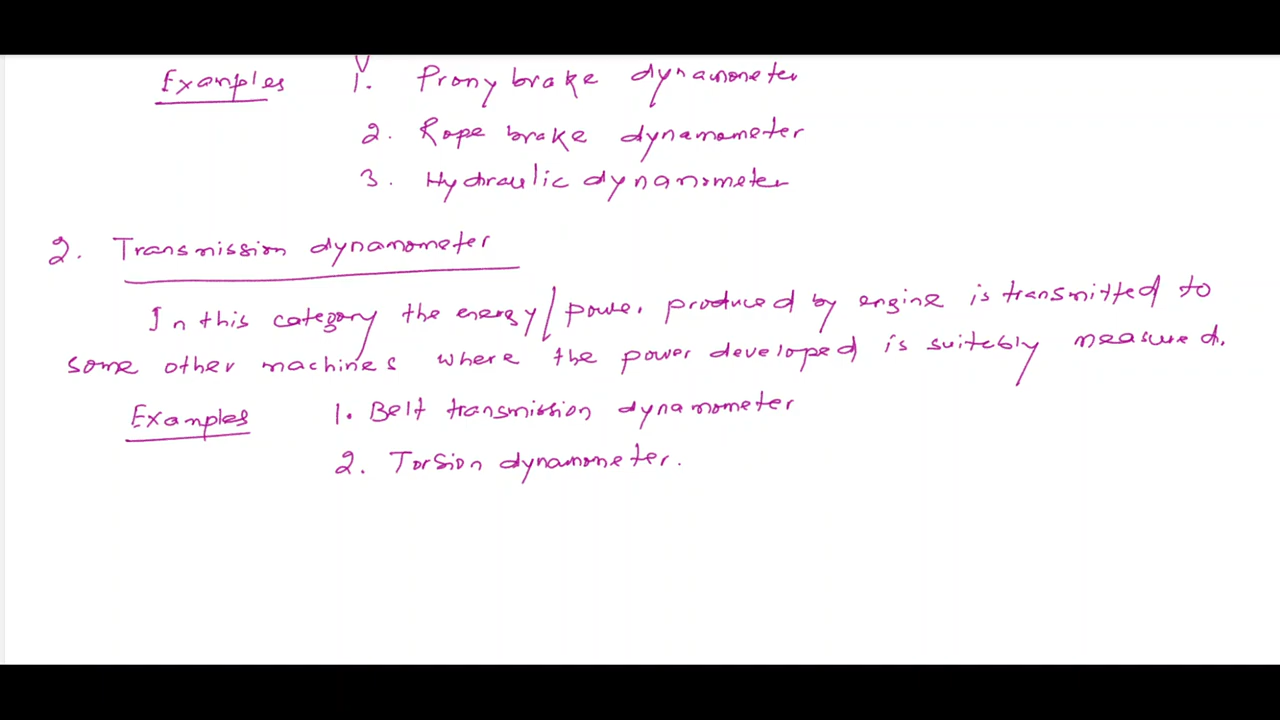 Examples 1. Prony brake dynamometer
2. Rope brake dynamometer
3. Hydraulic dynamometer
2. Transmission dynamometer
In this category the energy/power produced by engine is transmitted to
some other machines where the power developed is suitebly measured.
Examples 1. Belt transmission dynamometer
2. Torsion dynamometer.